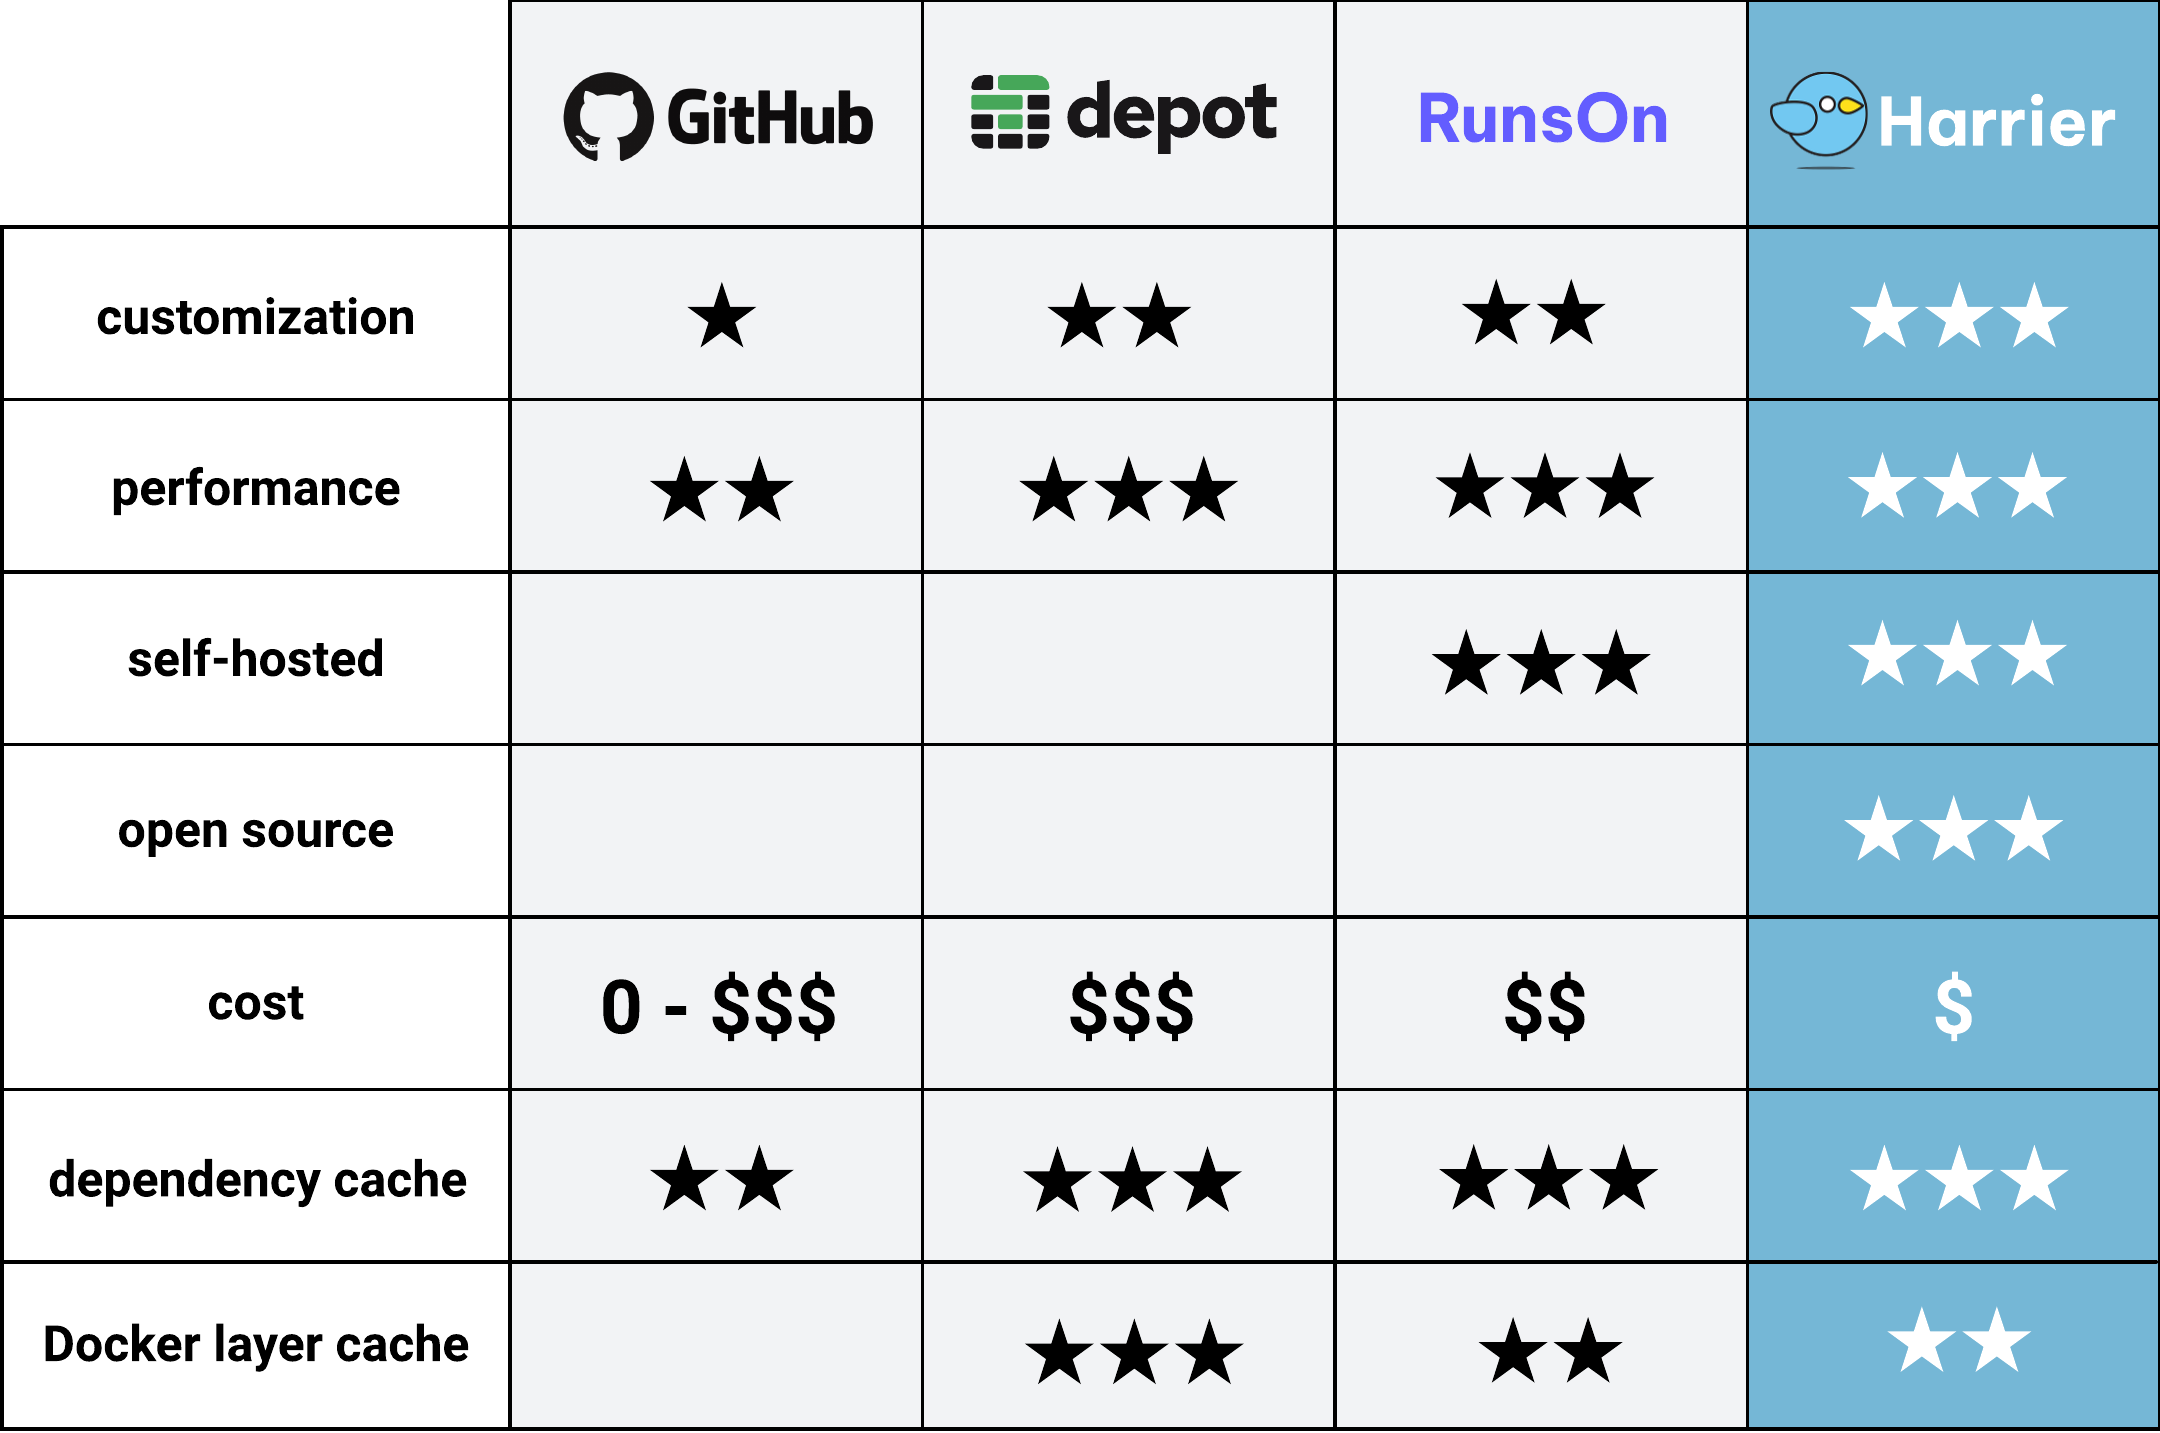 GitHub depot RunsOn Harrier
customization ★ ★★ ★★ ★★★
performance ★★ ★★★ ★★★ ★★★
self-hosted ★★★ ★★★
open source ★★★
cost 0 - $$$ $$$ $$ $
dependency cache ★★ ★★★ ★★★ ★★★
Docker layer cache ★★★ ★★ ★★